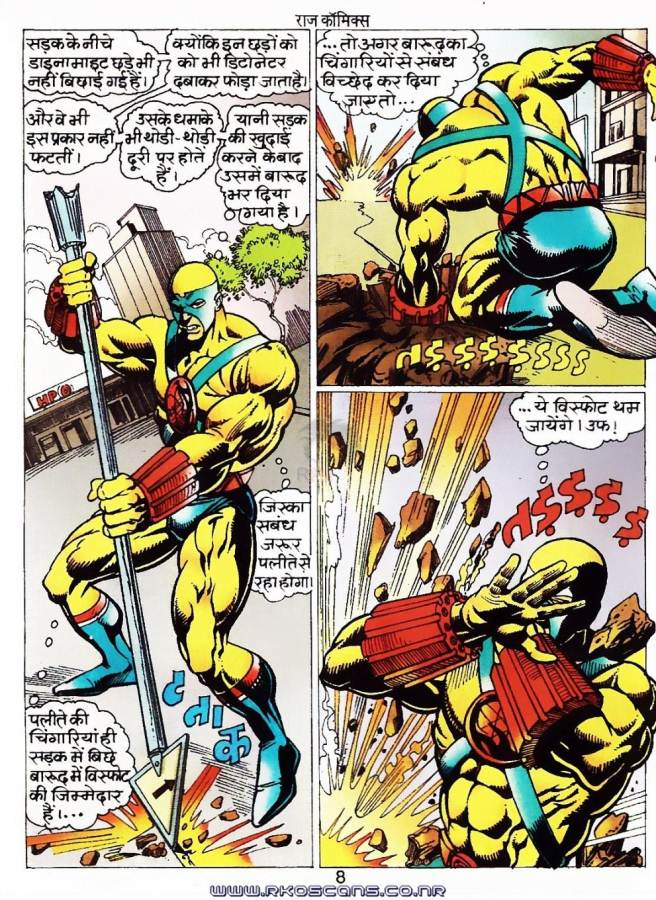 राज कॉमिक्स
सड़क के नीचे
डाइनामाइट छड़ें भी
नहीं बिछाई गई हैं।
क्योंकि इन छड़ों को
को भी डिटोनेटर
दबाकर फोड़ा जाता है।
और वे भी
इस प्रकार नहीं
फटतीं।
उसके धमाके
भी थोड़ी-थोड़ी
दूरी पर होते
हैं।
यानी सड़क
की खुदाई
करने के बाद
उसमें बारूद
भर दिया
गया है।
HPO
जिसका
संबंध
जरूर
पलीते से
रहा होगा।
पलीते की
चिंगारियां ही
सड़क में बिछे
बारूद में विस्फोट
की जिम्मेदार
हैं।...
टनाक
...तो अगर बारूद का
चिंगारियों से संबंध
विच्छेद कर दिया
जाए तो...
तड़ड़ड़ड़ SSSS
...ये विस्फोट थम
जायेंगे। उफ!
तड़ड़ड़ड़
8
WWW.RKOSCANS.CO.NR